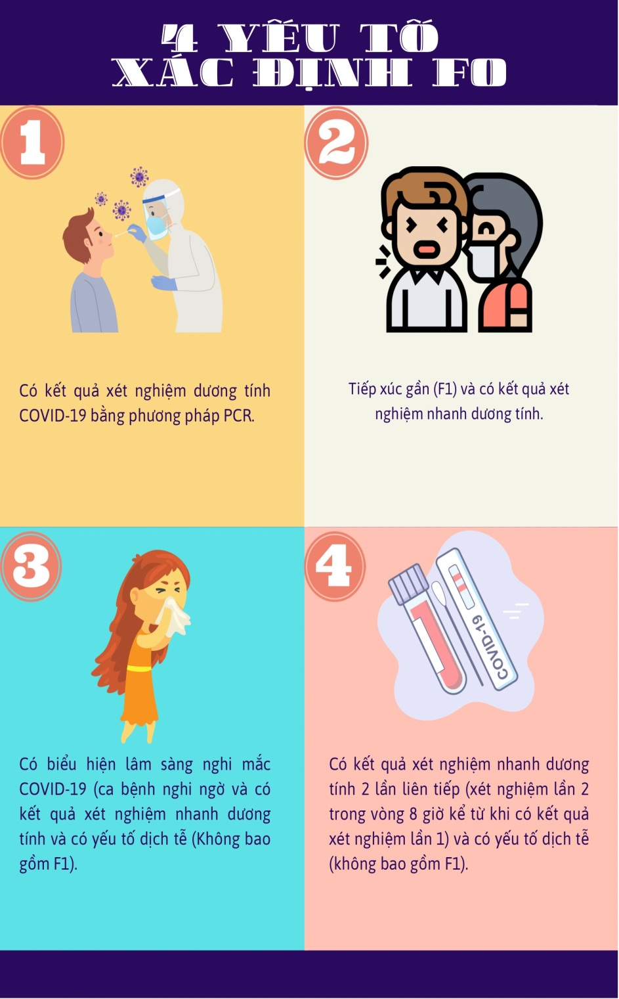 4 YẾU TỐ
XÁC ĐỊNH F0
1
Có kết quả xét nghiệm dương tính
COVID-19 bằng phương pháp PCR.
2
Tiếp xúc gần (F1) và có kết quả xét
nghiệm nhanh dương tính.
3
Có biểu hiện lâm sàng nghi mắc
COVID-19 (ca bệnh nghi ngờ và có
kết quả xét nghiệm nhanh dương
tính và có yếu tố dịch tễ (Không bao
gồm F1).
4
COVID-19
Có kết quả xét nghiệm nhanh dương
tính 2 lần liên tiếp (xét nghiệm lần 2
trong vòng 8 giờ kể từ khi có kết quả
xét nghiệm lần 1) và có yếu tố dịch tễ
(không bao gồm F1).